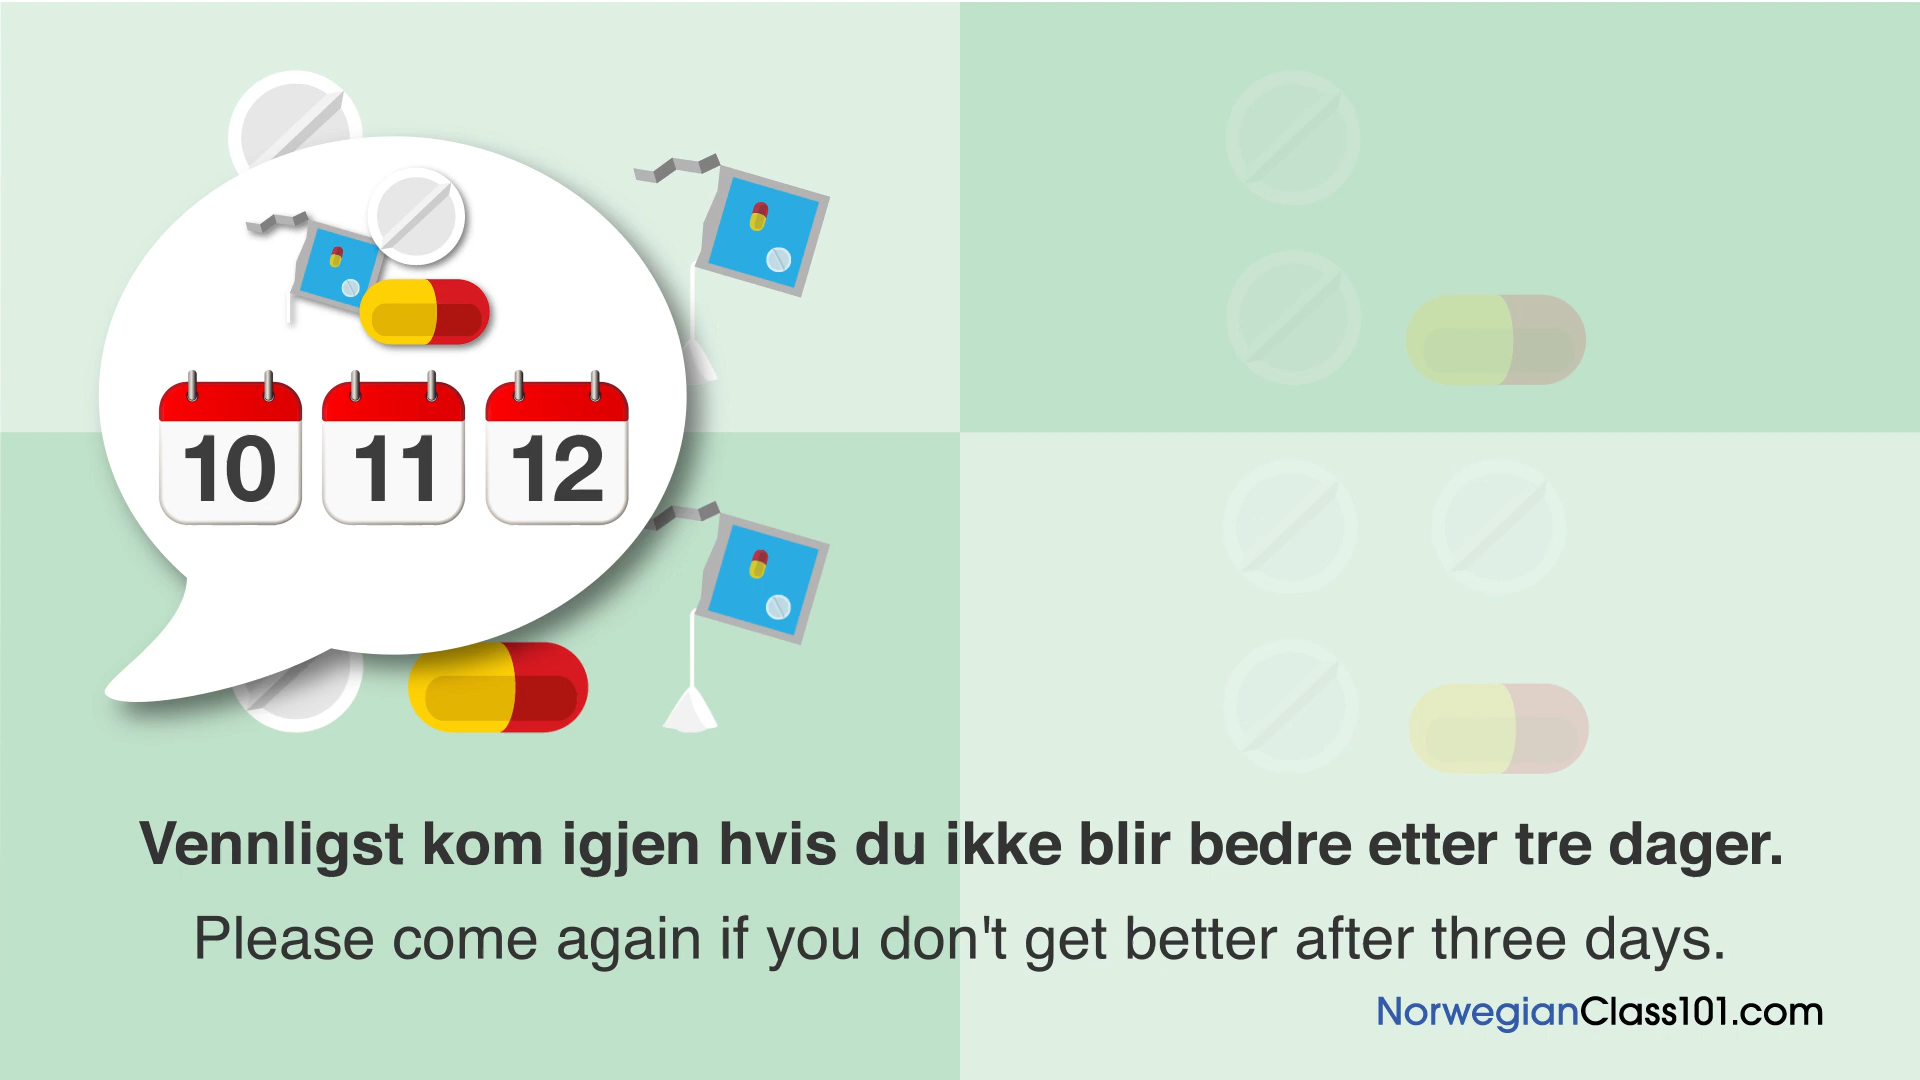 10 11 12
Vennligst kom igjen hvis du ikke blir bedre etter tre dager.
Please come again if you don't get better after three days.
NorwegianClass101.com